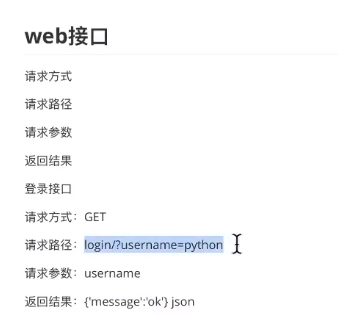 web接口
请求方式
请求路径
请求参数
返回结果
登录接口
请求方式：GET
请求路径：login/?username=python
请求参数：username
返回结果：{'message':'ok'} json